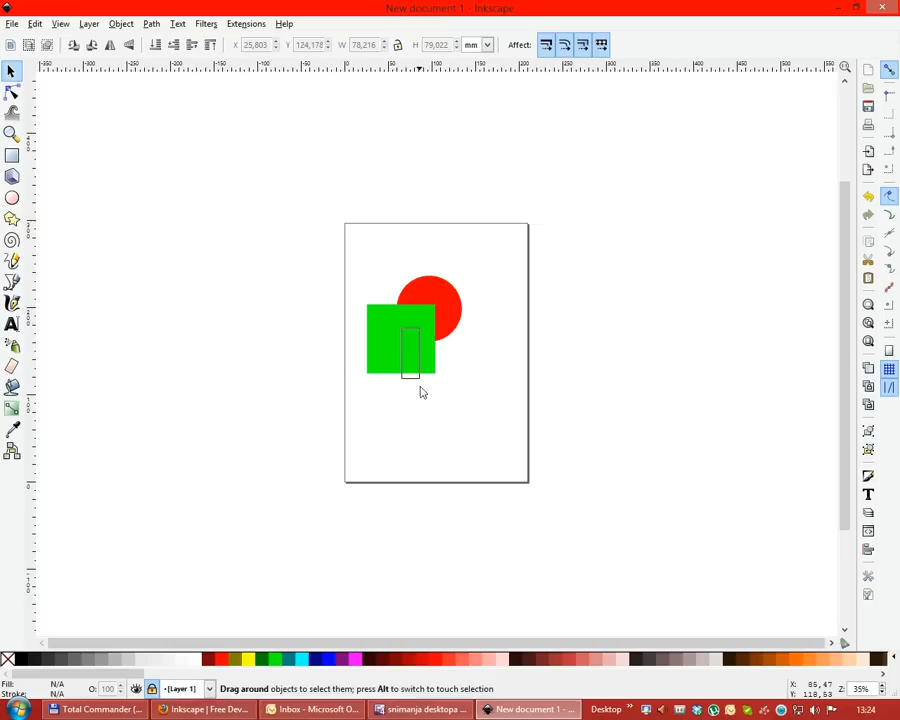 New document 1 - Inkscape
File Edit View Layer Object Path Text Filters Extensions Help
X 25,803 Y 124,178 W 78,216 H 79,022 mm Affect:
Fill: N/A
Stroke: N/A
O: 100
[Layer 1]
Drag around objects to select them; press Alt to switch to touch selection
X: 85,47
Y: 118,53
Z: 35%
Total Commander (...
Inkscape | Free Dev...
Inbox - Microsoft O...
snimanja desktopa ...
New document 1 - ...
Desktop
13:24